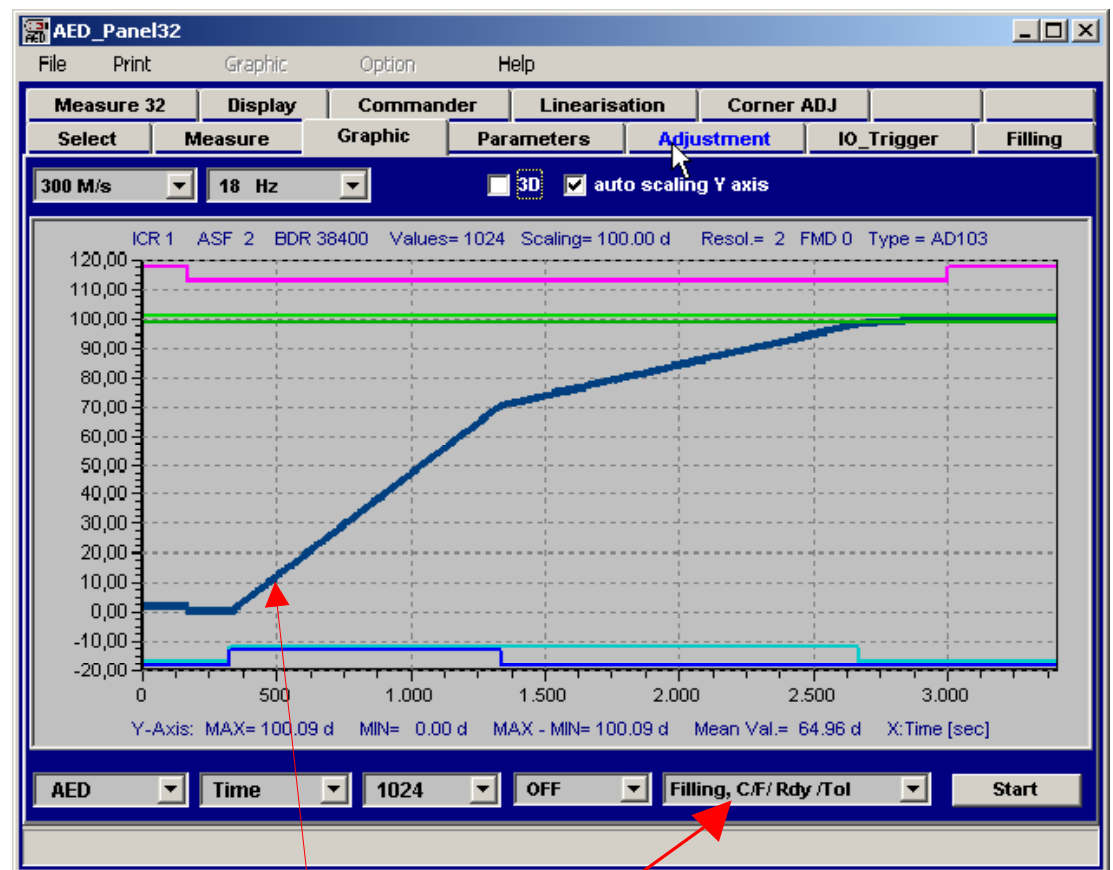 AED_Panel32
File Print Graphic Option Help
Measure 32 Display Commander Linearisation Corner ADJ
Select Measure Graphic Parameters Adjustment IO_Trigger Filling
300 M/s 18 Hz 3D auto scaling Y axis
ICR 1 ASF 2 BDR 38400 Values= 1024 Scaling= 100.00 d Resol.= 2 FMD 0 Type = AD103
120,00
110,00
100,00
90,00
80,00
70,00
60,00
50,00
40,00
30,00
20,00
10,00
0,00
-10,00
-20,00
0 500 1.000 1.500 2.000 2.500 3.000
Y-Axis: MAX= 100.09 d MIN= 0.00 d MAX - MIN= 100.09 d Mean Val.= 64.96 d X:Time [sec]
AED Time 1024 OFF Filling, C/F/ Rdy /Tol Start